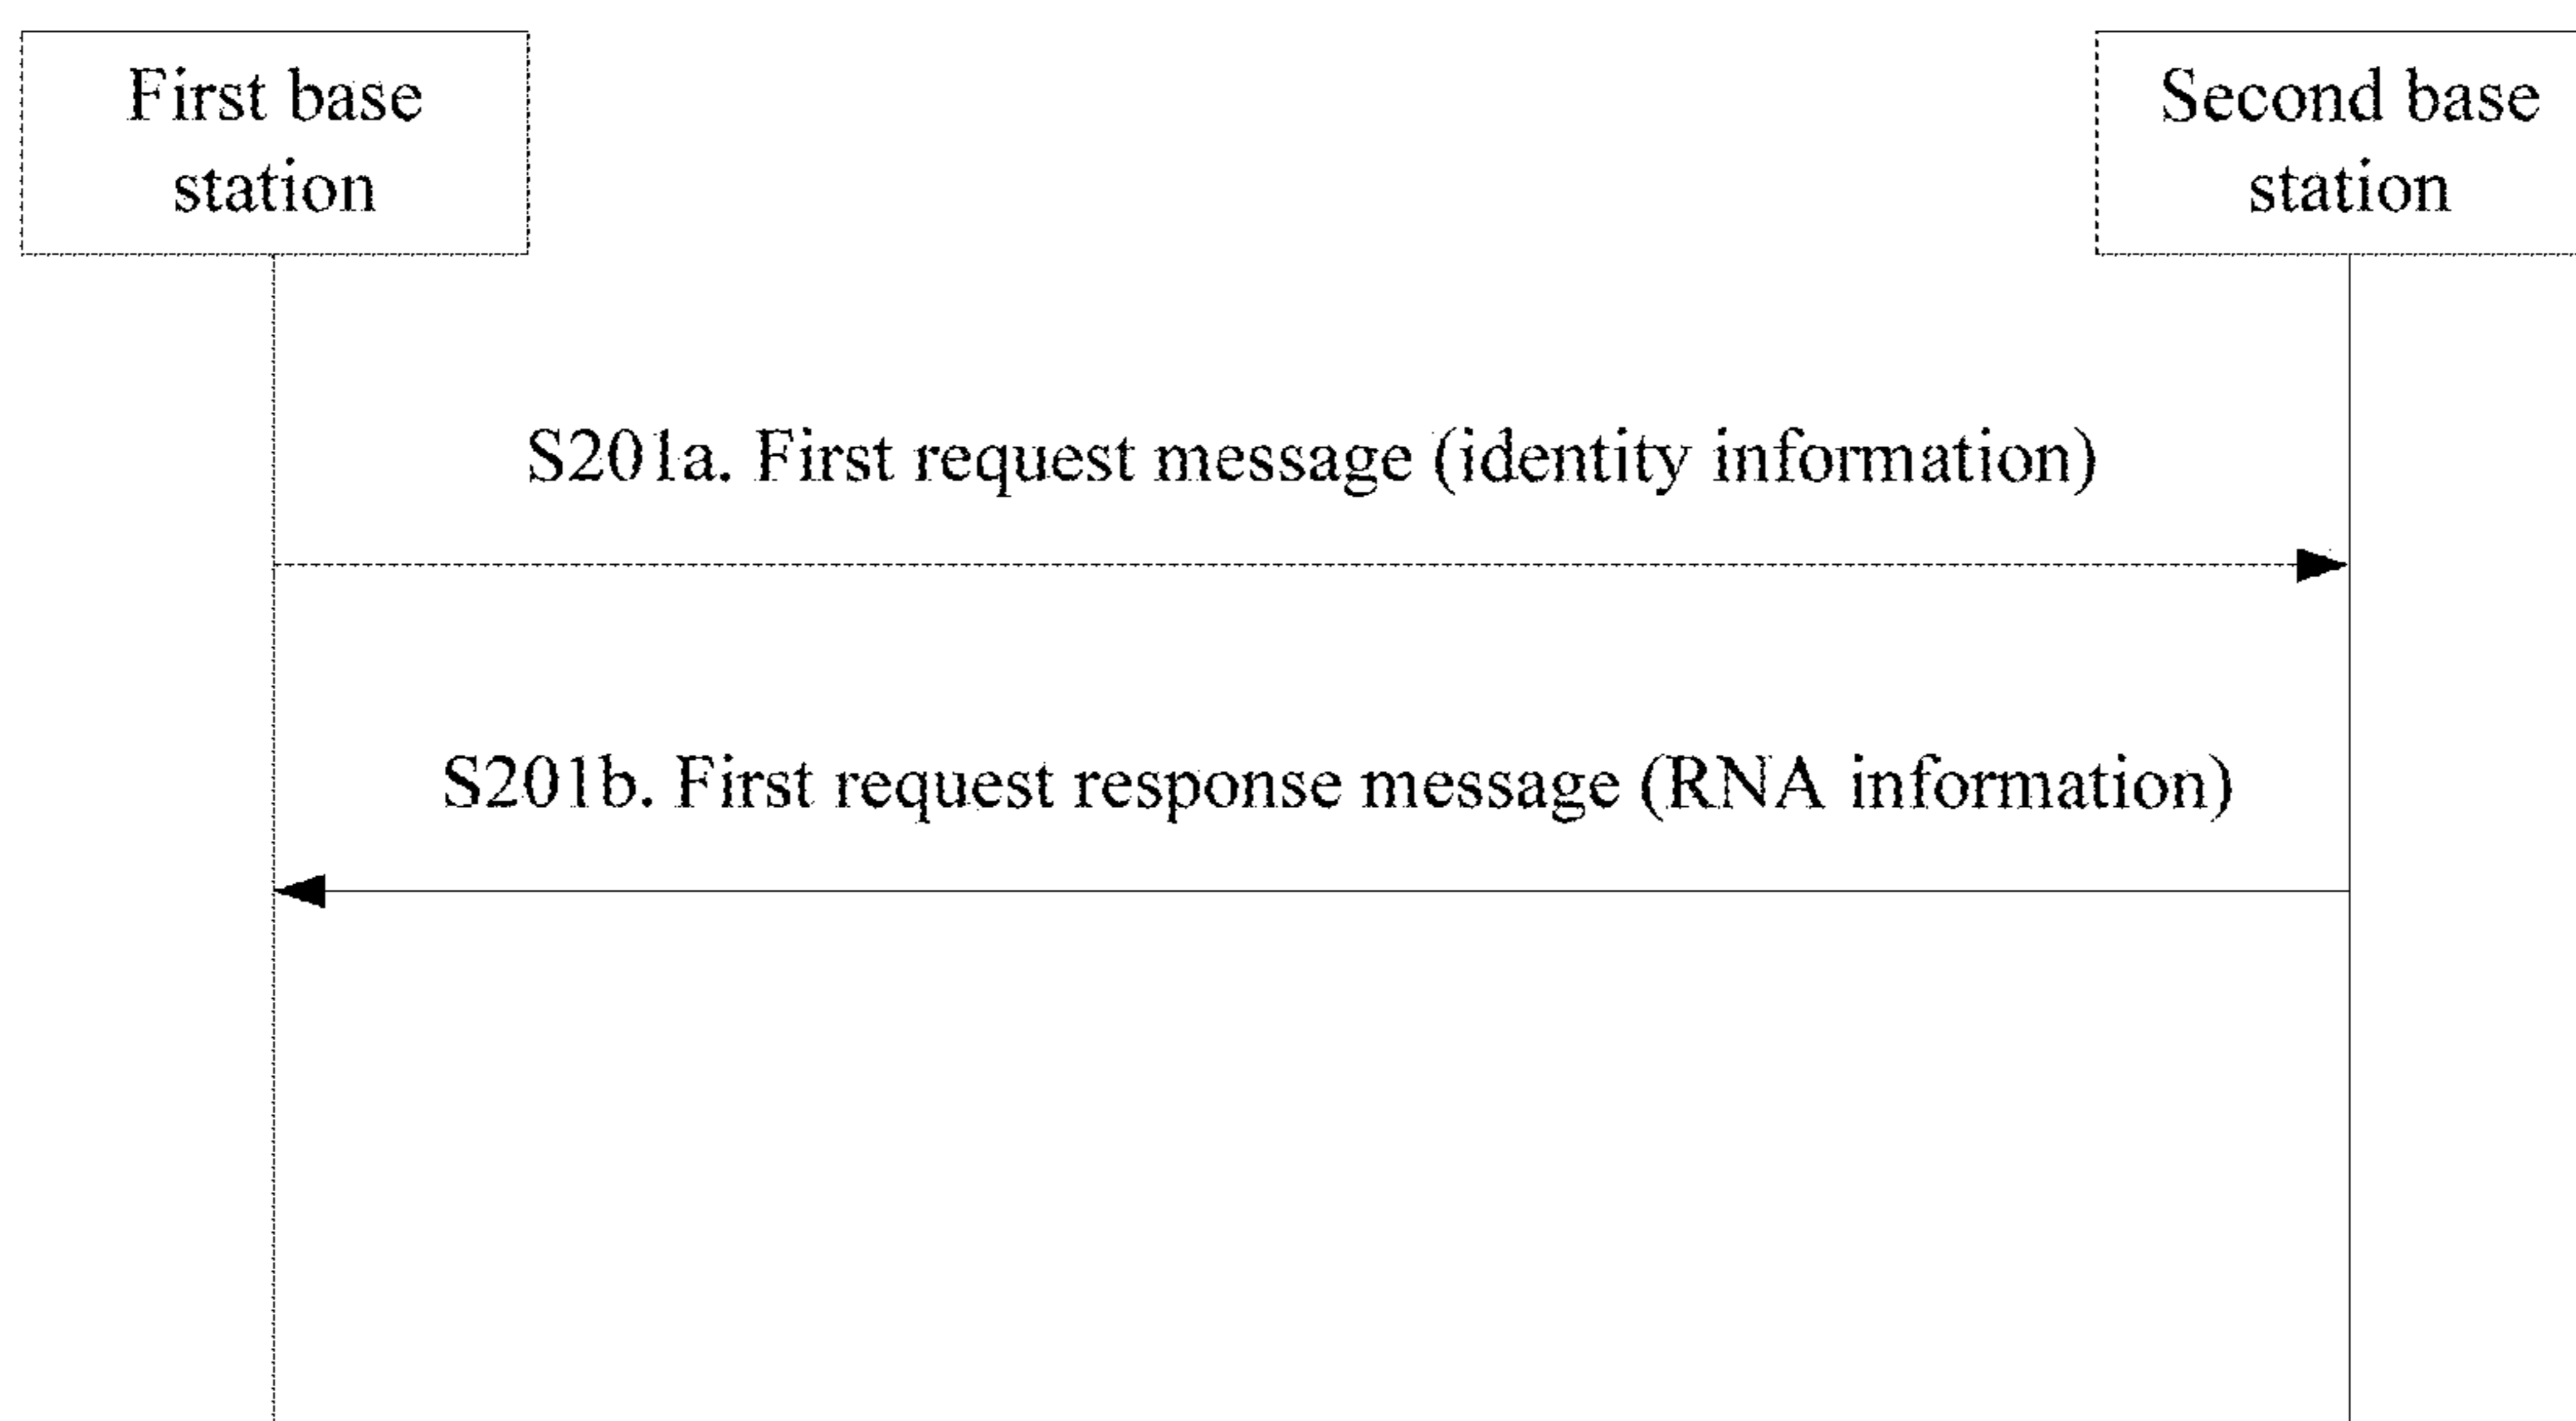 First base
station
Second base
station
S201a. First request message (identity information)
S201b. First request response message (RNA information)